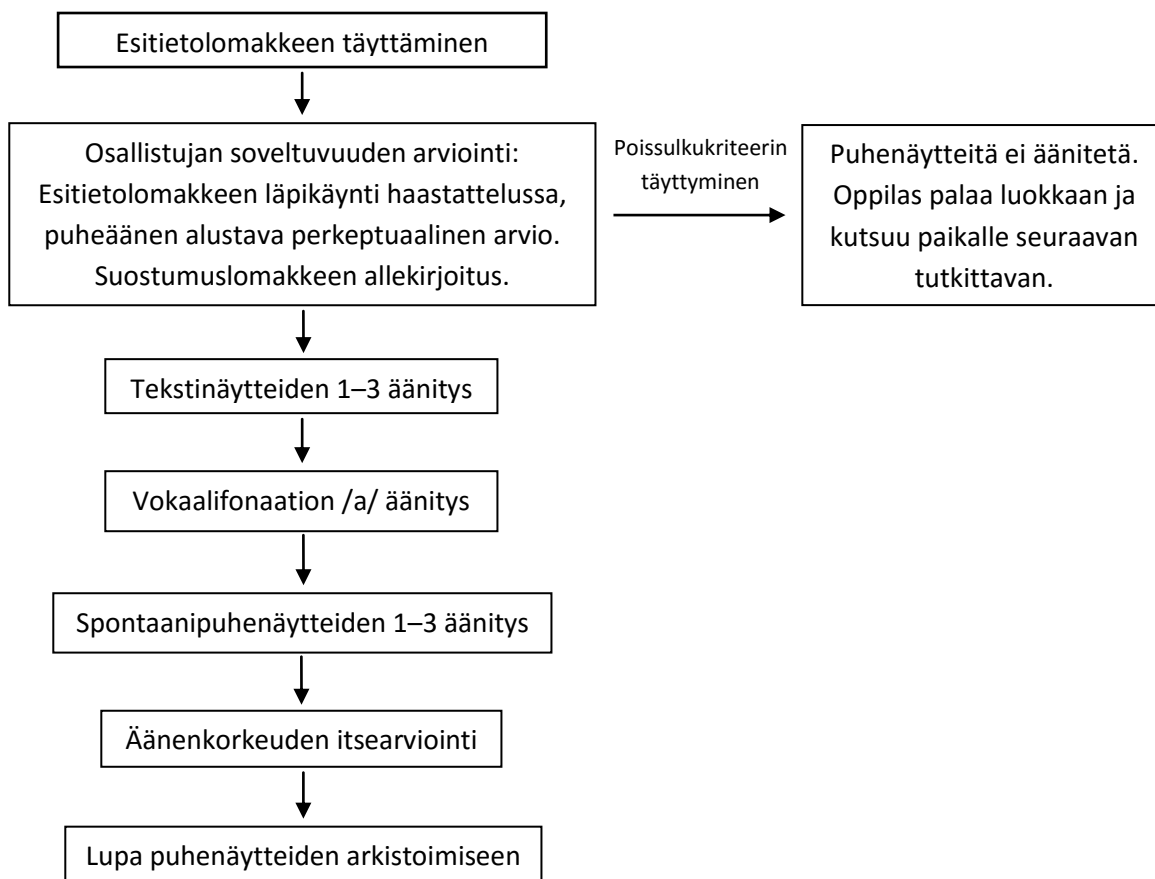 Esitietolomakkeen täyttäminen
Osallistujan soveltuvuuden arviointi:
Esitietolomakkeen läpikäynti haastattelussa,
puheäänen alustava perkeptuaalinen arvio.
Suostumuslomakkeen allekirjoitus.
Poissulkukriteerin
täyttyminen
Puhenäytteitä ei äänitetä.
Oppilas palaa luokkaan ja
kutsuu paikalle seuraavan
tutkittavan.
Tekstinäytteiden 1–3 äänitys
Vokaalifonaation /a/ äänitys
Spontaanipuhenäytteiden 1–3 äänitys
Äänenkorkeuden itsearviointi
Lupa puhenäytteiden arkistoimiseen